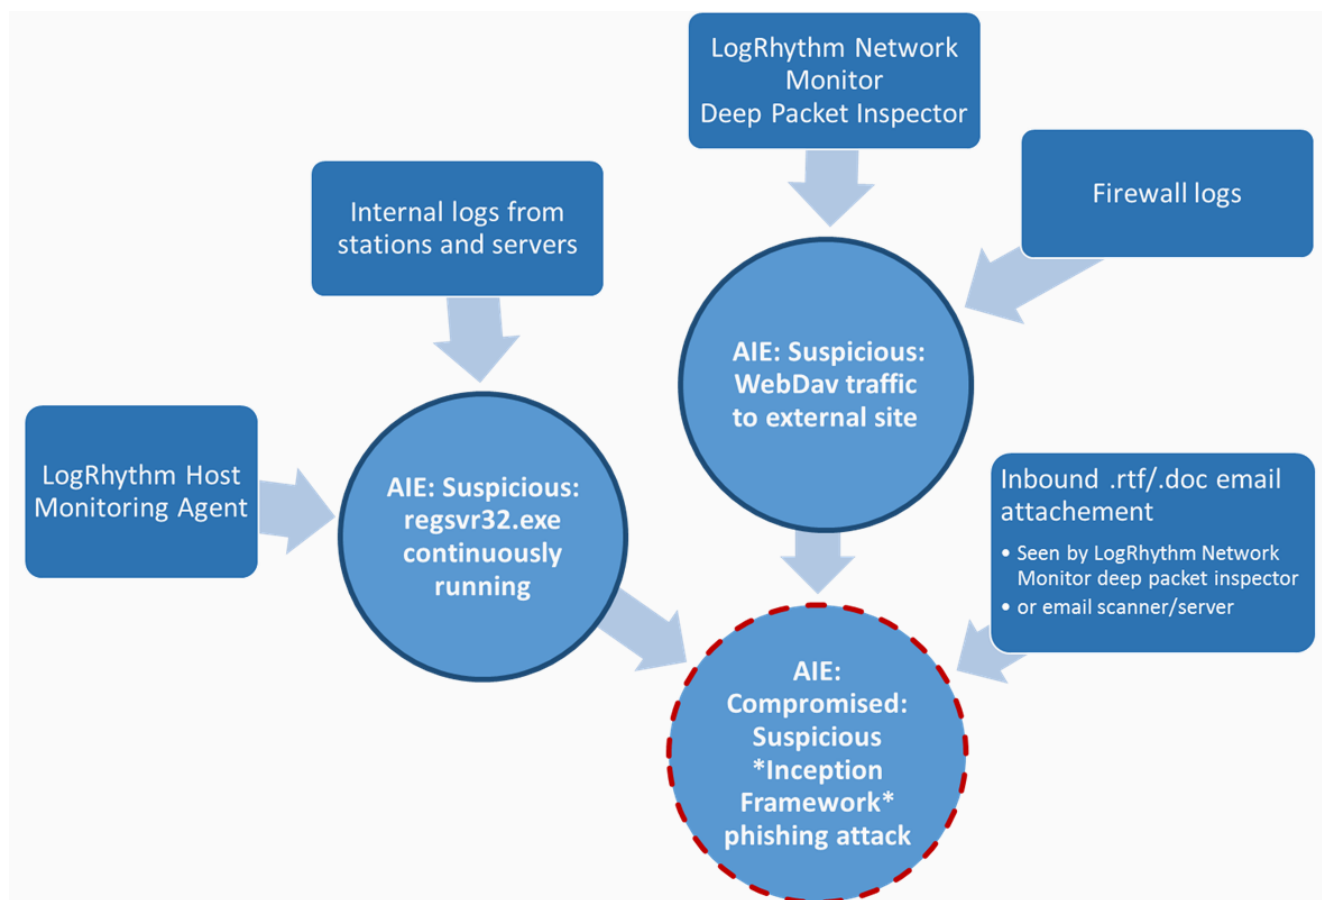 LogRhythm Network
Monitor
Deep Packet Inspector
Firewall logs
Internal logs from
stations and servers
AIE: Suspicious:
WebDav traffic
to external site
LogRhythm Host
Monitoring Agent
AIE: Suspicious:
regsvr32.exe
continuously
running
Inbound .rtf/.doc email
attachement
• Seen by LogRhythm Network
Monitor deep packet inspector
• or email scanner/server
AIE:
Compromised:
Suspicious
*Inception
Framework*
phishing attack